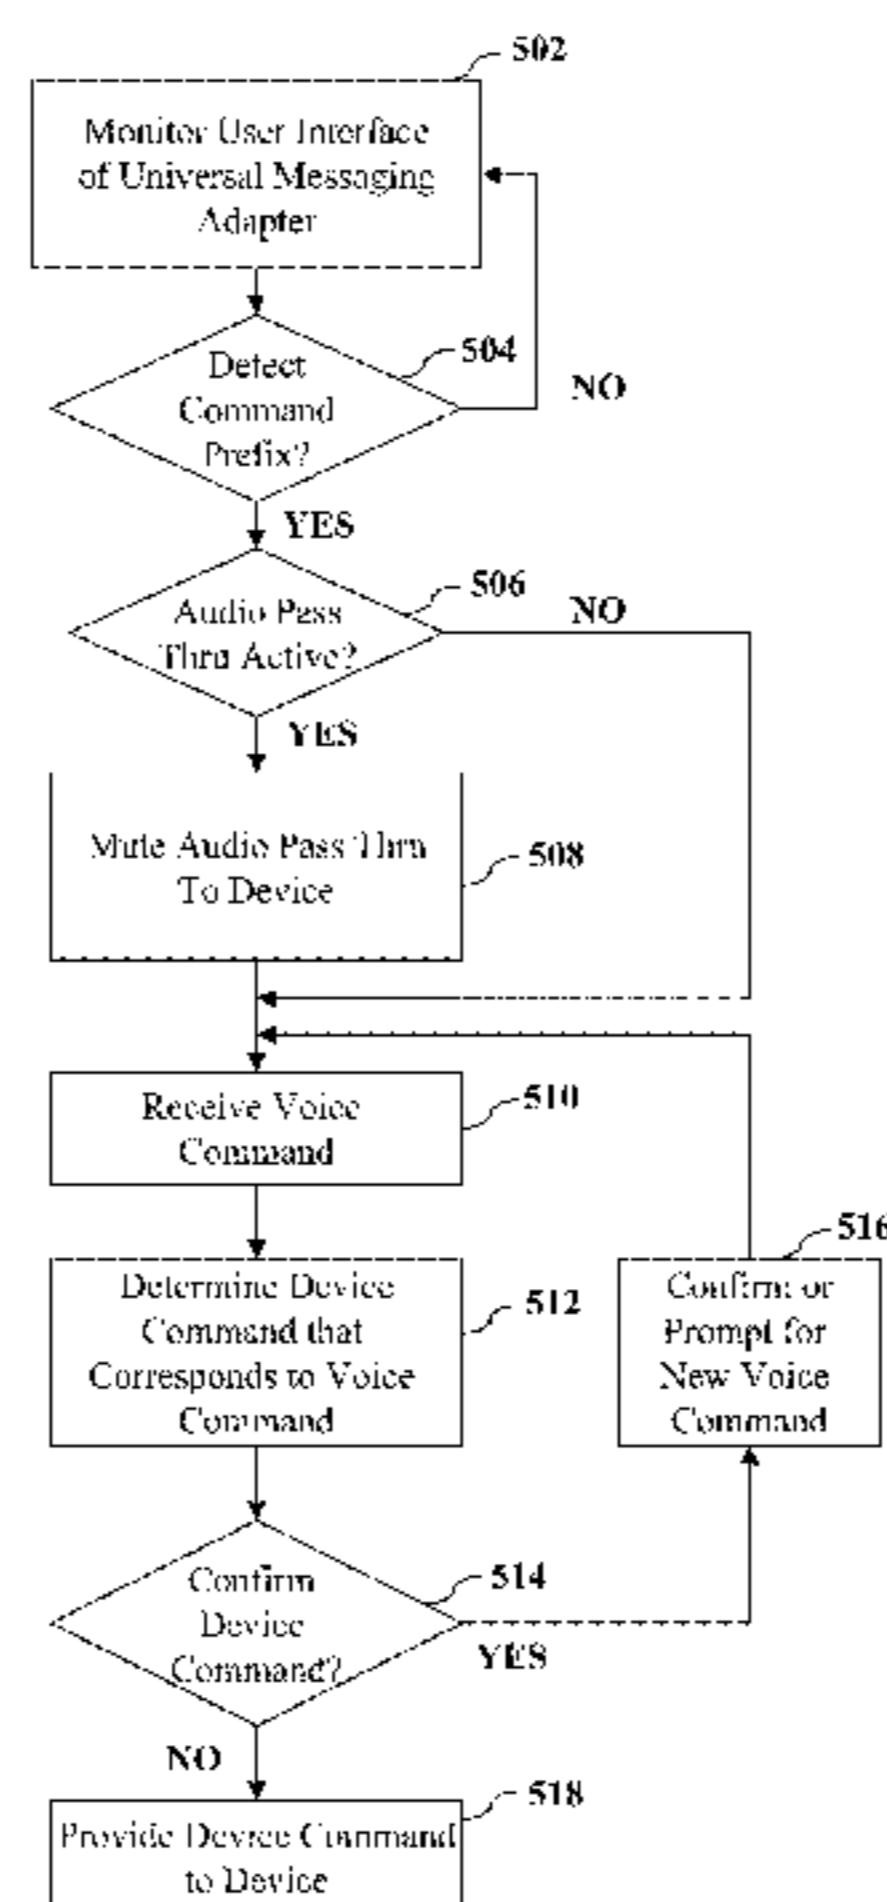 502
Monitor User Interface
of Universal Messaging
Adapter
504
Detect
Command
Prefix?
NO
YES
506
Audio Pass
Thru Active?
NO
YES
Mute Audio Pass Thru
To Device
508
Receive Voice
Command
510
Determine Device
Command that
Corresponds to Voice
Command
512
516
Confirm or
Prompt for
New Voice
Command
Confirm
Device
Command?
514
YES
NO
518
Provide Device Command
to Device